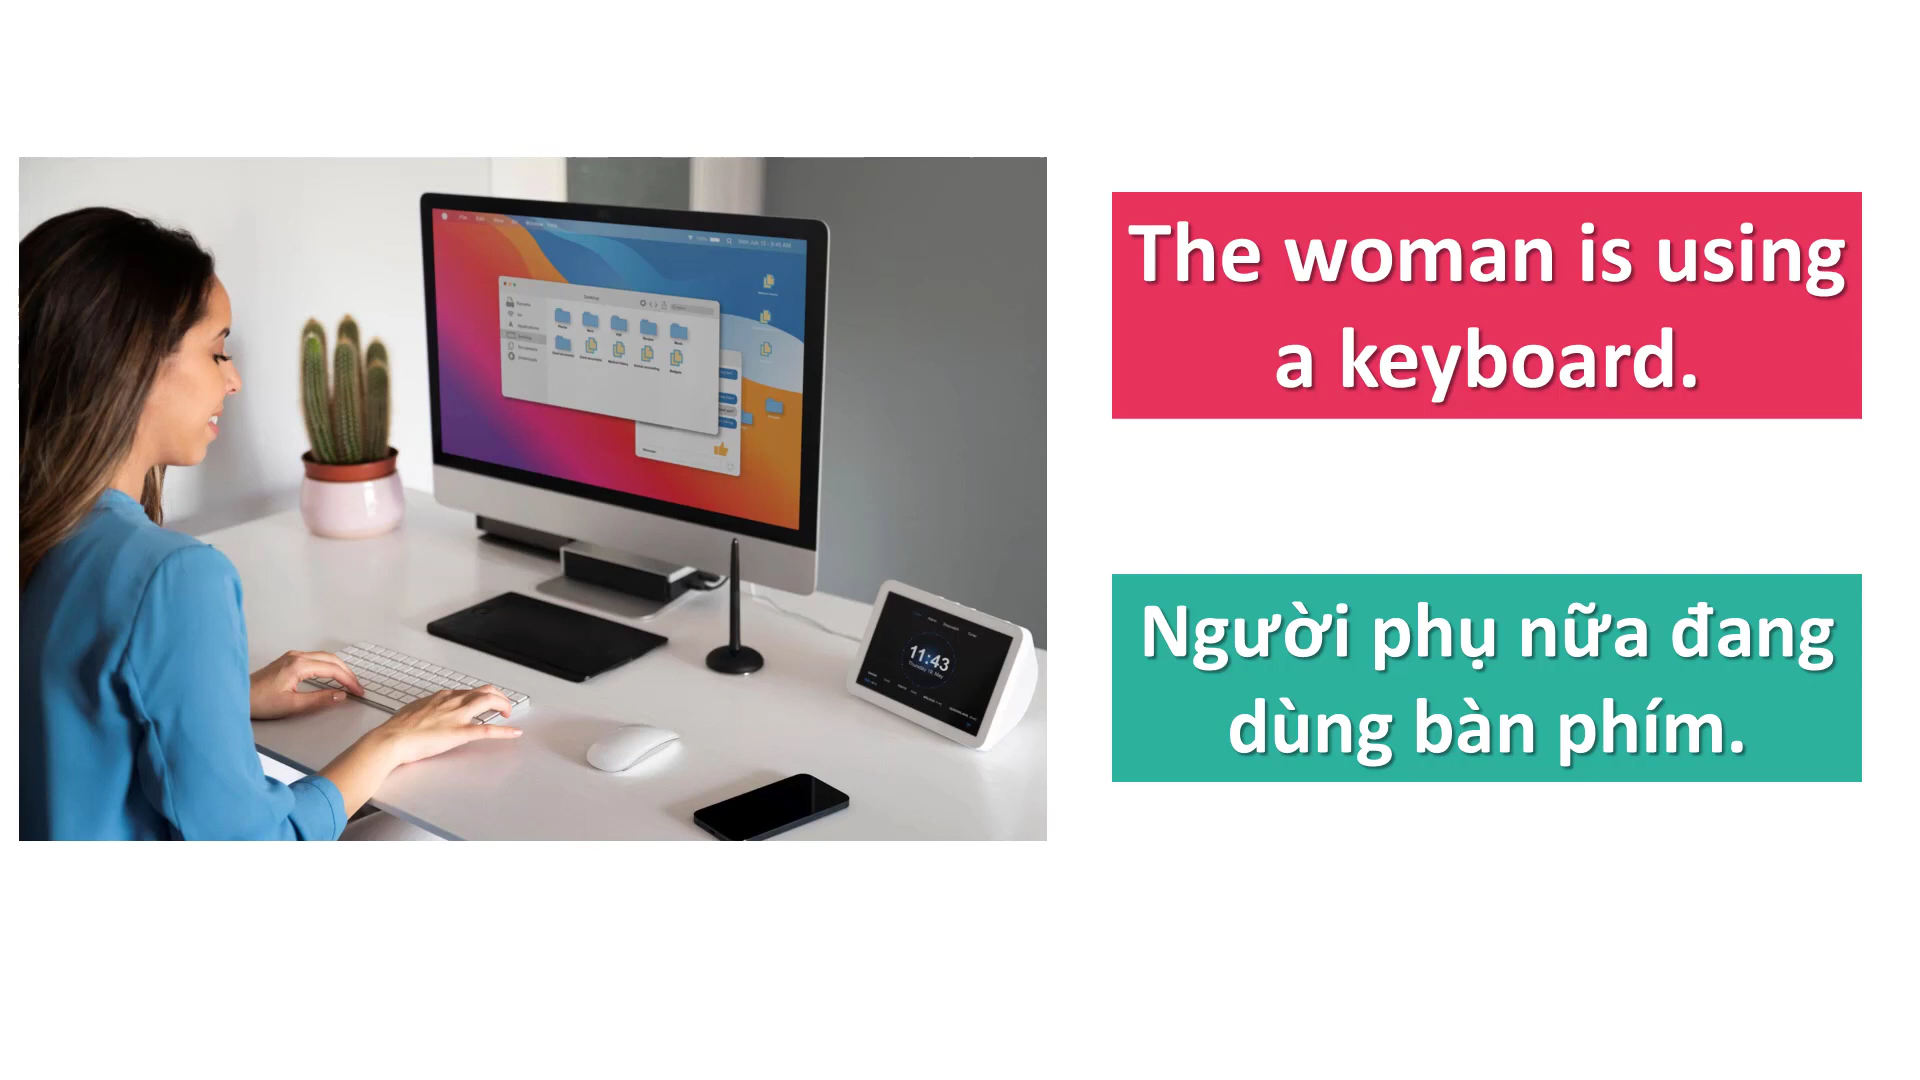 The woman is using
a keyboard.
Người phụ nữa đang
dùng bàn phím.
11:43